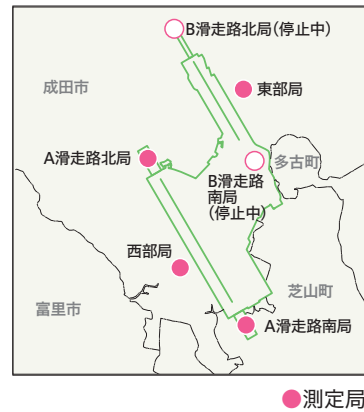 B滑走路北局(停止中)
成田市
東部局
A滑走路北局
多古町
B滑走路
南局
(停止中)
西部局
芝山町
富里市
A滑走路南局
測定局